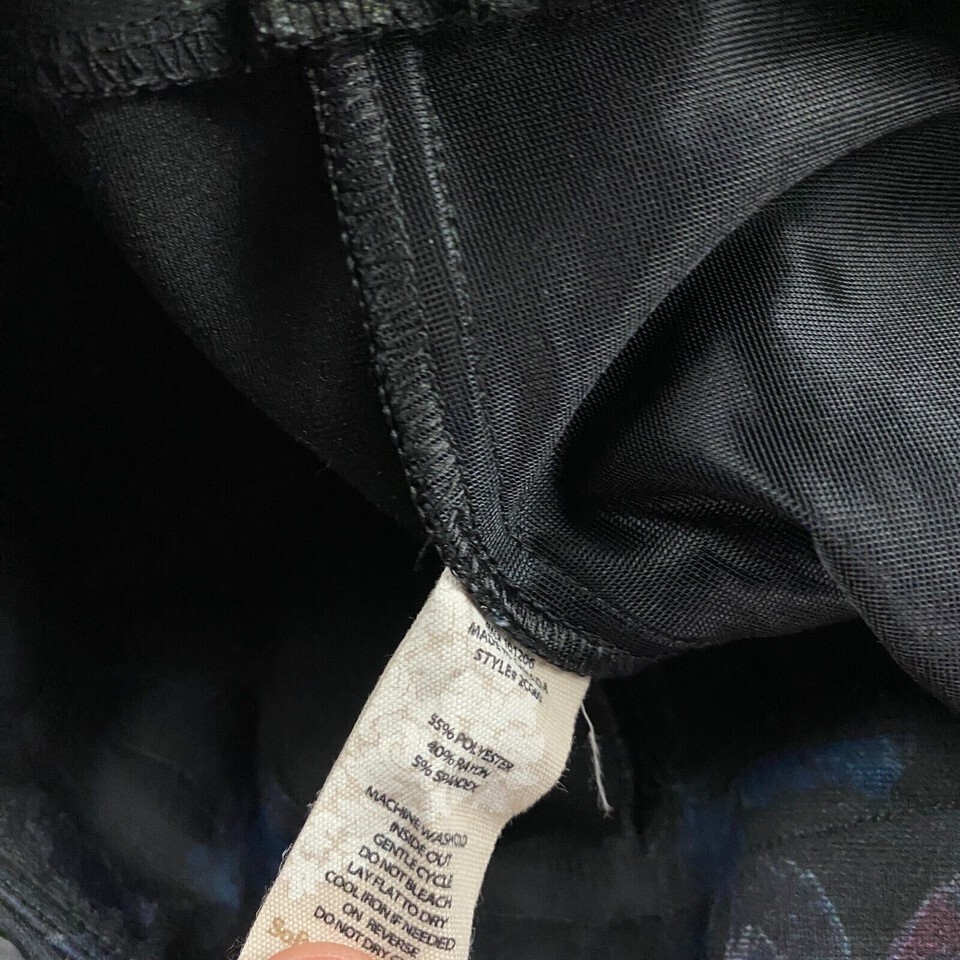 MADE
STYLE#
55% POLYESTER
40% RAYON
5% SPANDEX
MACHINE WASH
INSIDE OUT
GENTLE CYCLE
DO NOT BLEACH
LAY FLAT TO DRY
COOL IRON IF NEEDED
ON REVERSE
DO NOT DRY